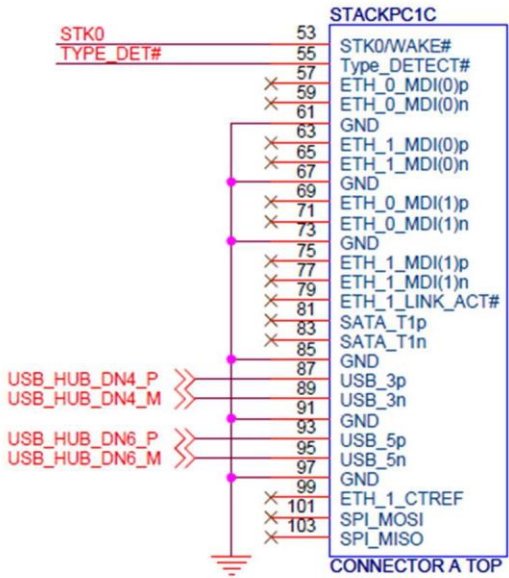 STACKPC1C
STK0 53 STK0/WAKE#
TYPE_DET# 55 Type_DETECT#
57 ETH_0_MDI(0)p
59 ETH_0_MDI(0)n
61 GND
63 ETH_1_MDI(0)p
65 ETH_1_MDI(0)n
67 GND
69 ETH_0_MDI(1)p
71 ETH_0_MDI(1)n
73 GND
75 ETH_1_MDI(1)p
77 ETH_1_MDI(1)n
79 ETH_1_LINK_ACT#
81 SATA_T1p
83 SATA_T1n
85 GND
USB_HUB_DN4_P 87 USB_3p
USB_HUB_DN4_M 89 USB_3n
91 GND
USB_HUB_DN6_P 93 USB_5p
USB_HUB_DN6_M 95 USB_5n
97 GND
99 ETH_1_CTREF
101 SPI_MOSI
103 SPI_MISO
CONNECTOR A TOP